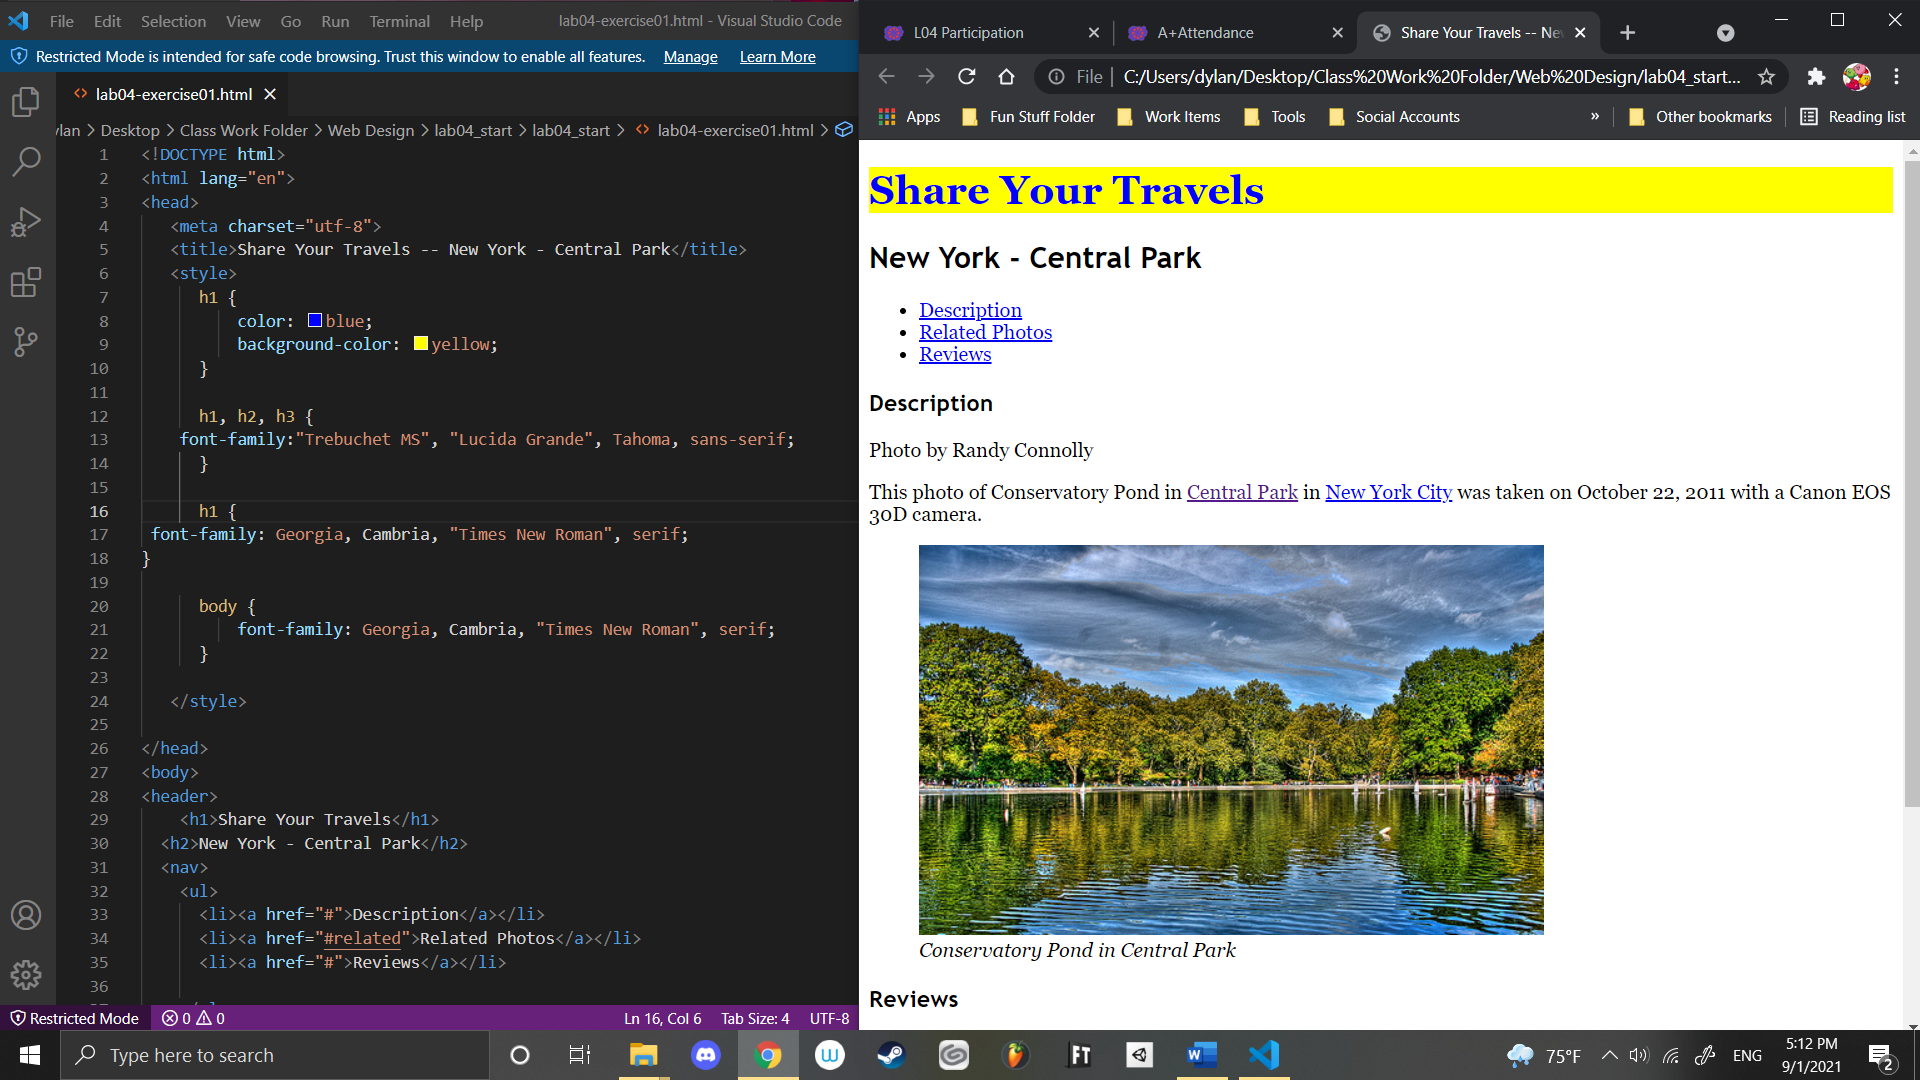 File Edit Selection View Go Run Terminal Help lab04-exercise01.html - Visual Studio Code
Restricted Mode is intended for safe code browsing. Trust this window to enable all features. Manage Learn More
lab04-exercise01.html
Desktop > Class Work Folder > Web Design > lab04_start > lab04_start > lab04-exercise01.html >
1 <!DOCTYPE html>
2 <html lang="en">
3 <head>
4 <meta charset="utf-8">
5 <title>Share Your Travels -- New York - Central Park</title>
6 <style>
7 h1 {
8 color: blue;
9 background-color: yellow;
10 }
11
12 h1, h2, h3 {
13 font-family:"Trebuchet MS", "Lucida Grande", Tahoma, sans-serif;
14 }
15
16 h1 {
17 font-family: Georgia, Cambria, "Times New Roman", serif;
18 }
19
20 body {
21 font-family: Georgia, Cambria, "Times New Roman", serif;
22 }
23
24 </style>
25
26 </head>
27 <body>
28 <header>
29 <h1>Share Your Travels</h1>
30 <h2>New York - Central Park</h2>
31 <nav>
32 <ul>
33 <li><a href="#">Description</a></li>
34 <li><a href="#related">Related Photos</a></li>
35 <li><a href="#">Reviews</a></li>
36
Restricted Mode 0 0 Ln 16, Col 6 Tab Size: 4 UTF-8
L04 Participation A+Attendance Share Your Travels -- Ne
File C:/Users/dylan/Desktop/Class%20Work%20Folder/Web%20Design/lab04_start...
Apps Fun Stuff Folder Work Items Tools Social Accounts » Other bookmarks Reading list
Share Your Travels
New York - Central Park
• Description
• Related Photos
• Reviews
Description
Photo by Randy Connolly
This photo of Conservatory Pond in Central Park in New York City was taken on October 22, 2011 with a Canon EOS
30D camera.
Conservatory Pond in Central Park
Reviews
Type here to search
FT
75°F ENG 5:12 PM
9/1/2021
2